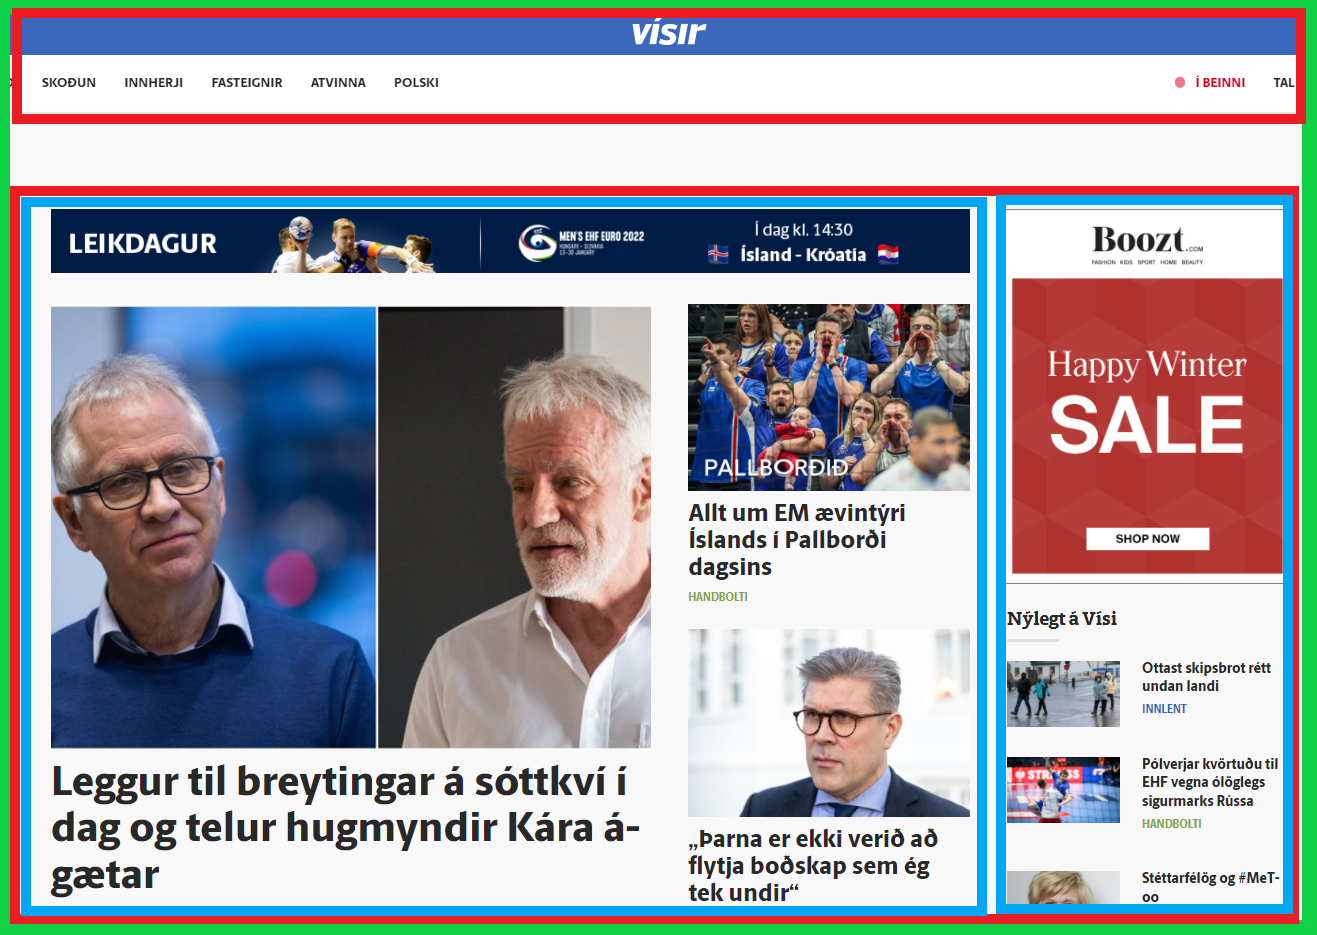 vísir
SKOÐUN INNHERJI FASTEIGNIR ATVINNA POLSKI
Í BEINNI TAL
LEIKDAGUR
MEN'S EHF EURO 2022
HUNGARY • SLOVAKIA
13-30 JANUARY
Í dag kl. 14:30
Ísland - Króatía
Leggur til breytingar á sóttkví í
dag og telur hugmyndir Kára á-
gætar
PALLBORÐIÐ
Allt um EM ævintýri
Íslands í Pallborði
dagsins
HANDBOLTI
„Þarna er ekki verið að
flytja boðskap sem ég
tek undir“
Boozt.COM
FASHION KIDS SPORT HOME BEAUTY
Happy Winter
SALE
SHOP NOW
Nýlegt á Vísi
Ottast skipsbrot rétt
undan landi
INNLENT
Pólverjar kvörtuðu til
EHF vegna ólöglegs
sigurmarks Rússa
HANDBOLTI
Stéttarfélög og #MeT-
oo